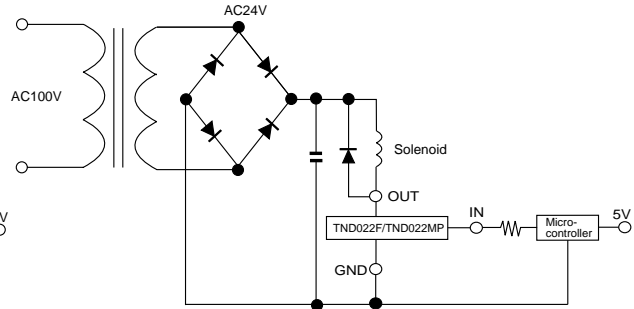 AC24V
AC100V
Solenoid
OUT
IN
5V
TND022F/TND022MP
Micro-
controller
GND
V